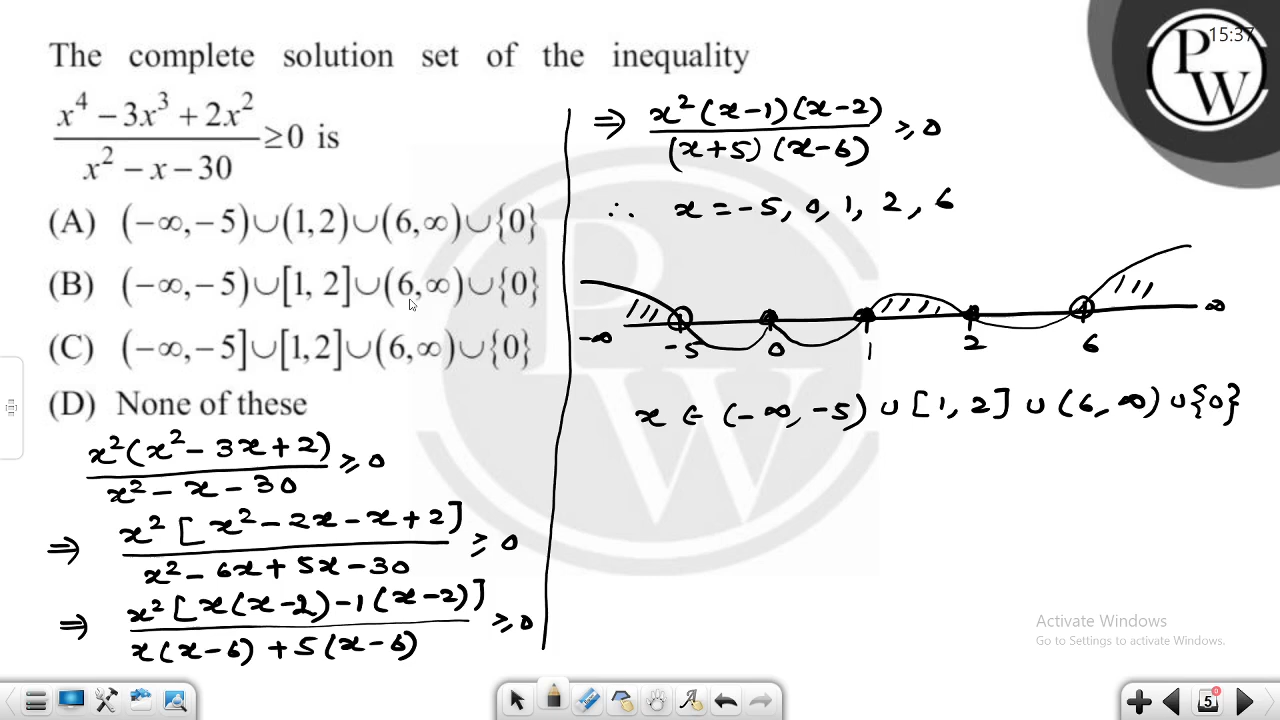 15:37
PW
The complete solution set of the inequality
x⁴ − 3x³ + 2x² / x² − x − 30 ≥ 0 is
(A) (−∞, −5)∪(1, 2)∪(6, ∞)∪{0}
(B) (−∞, −5)∪[1, 2]∪(6, ∞)∪{0}
(C) (−∞, −5]∪[1, 2]∪(6, ∞)∪{0}
(D) None of these
x²(x² − 3x + 2) / x² − x − 30 ≥ 0
⇒ x² [x² − 2x − x + 2] / x² − 6x + 5x − 30 ≥ 0
⇒ x² [x(x−2) − 1(x−2)] / x(x−6) + 5(x−6) ≥ 0
⇒ x²(x−1)(x−2) / (x+5)(x−6) ≥ 0
∴ x = −5, 0, 1, 2, 6
−∞ −5 0 1 2 6 ∞
x ∈ (−∞, −5) ∪ [1, 2] ∪ (6, ∞) ∪ {0}
PW
Activate Windows
Go to Settings to activate Windows.
5